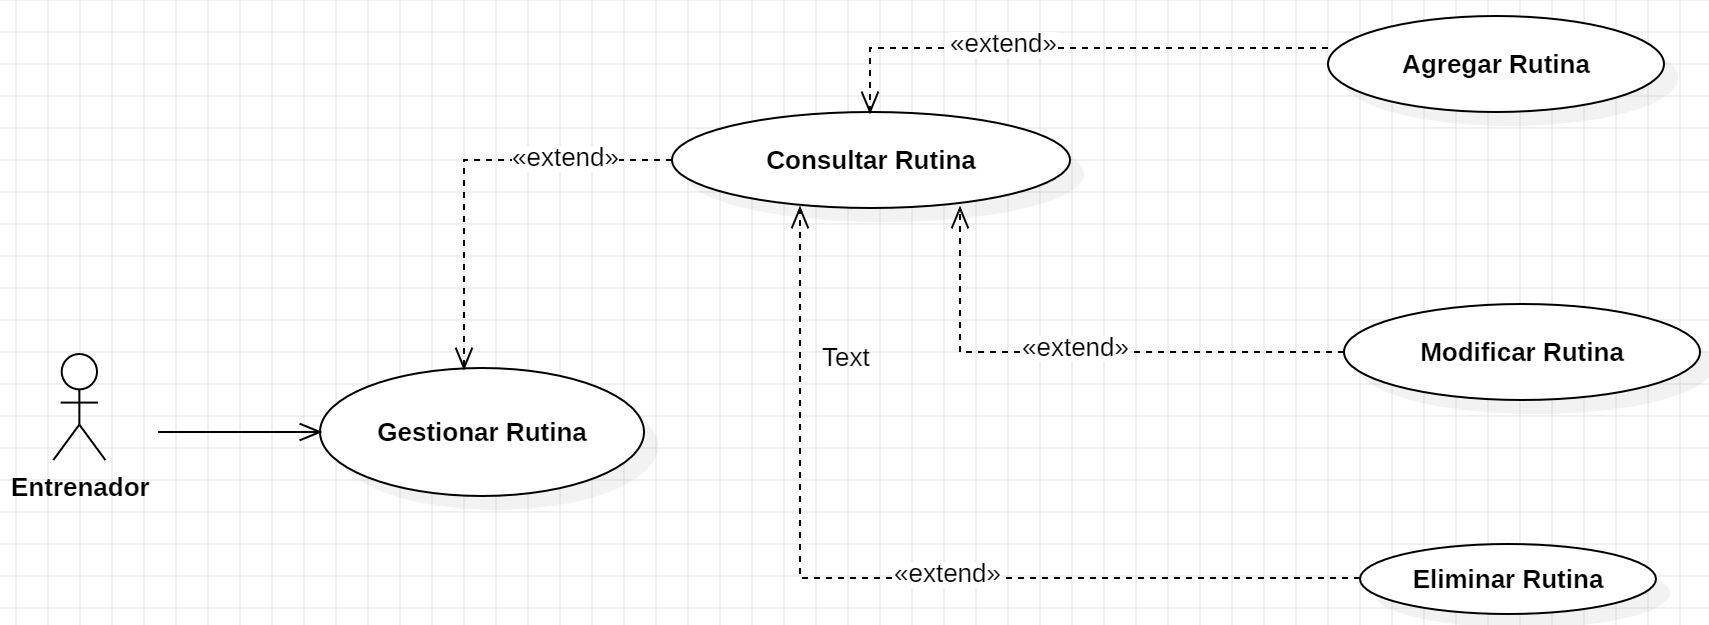 «extend»
Agregar Rutina
«extend»
Consultar Rutina
Text
«extend»
Modificar Rutina
Gestionar Rutina
Entrenador
«extend»
Eliminar Rutina